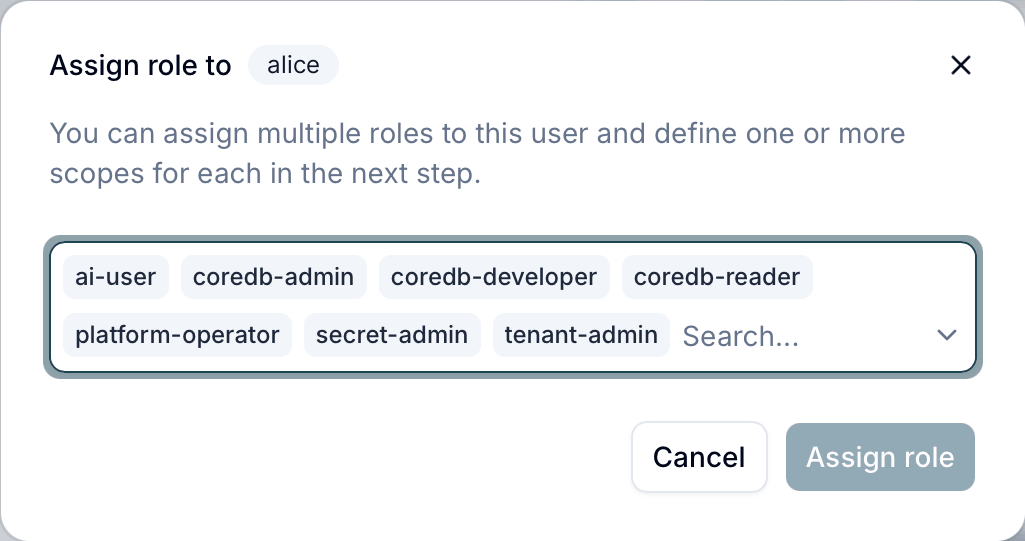 Assign role to alice
You can assign multiple roles to this user and define one or more
scopes for each in the next step.
ai-user coredb-admin coredb-developer coredb-reader
platform-operator secret-admin tenant-admin Search...
Cancel Assign role